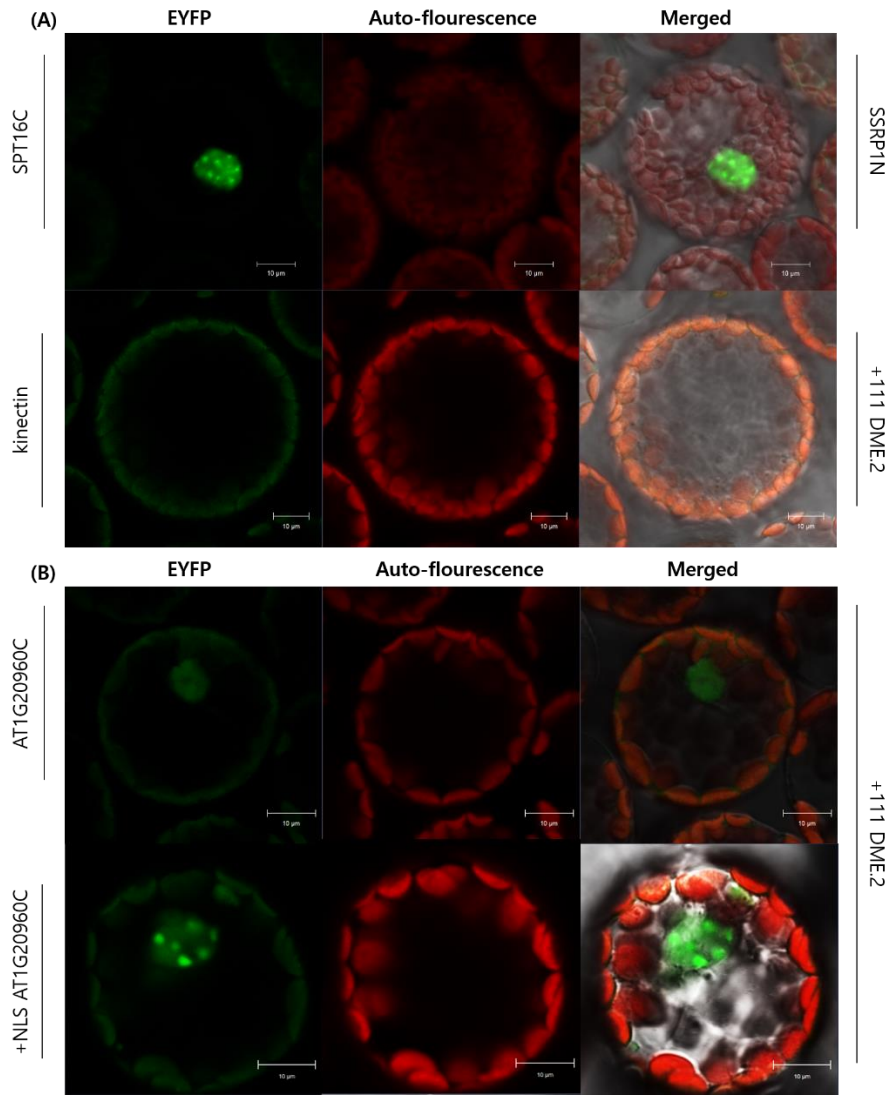 (A)
EYFP Auto-flourescence Merged
SPT16C
SSRP1N
10 µm 10 µm 10 µm
kinectin
+111 DME.2
10 µm 10 µm 10 µm
(B)
EYFP Auto-flourescence Merged
AT1G20960C
10 µm 10 µm 10 µm
+111 DME.2
+NLS AT1G20960C
10 µm 10 µm 10 µm